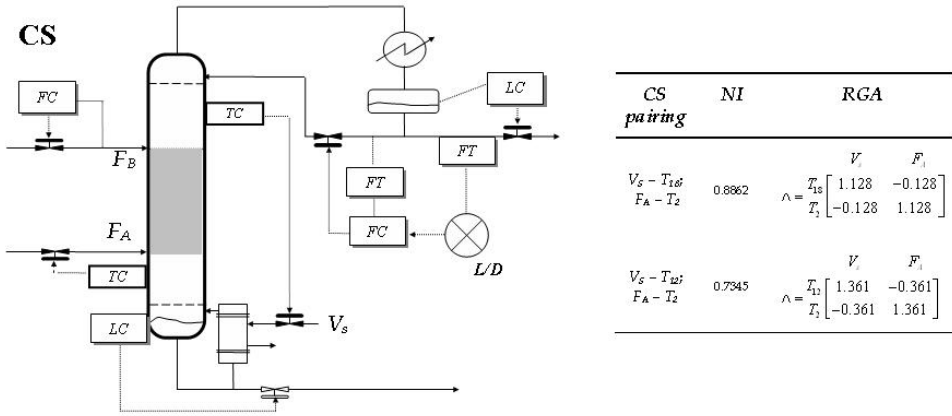 CS
FC
TC
LC
F_B
FT
FT
F_A
FC
TC
L/D
LC
V_s
CS pairing NI RGA
V_S – T_18; F_A – T_2 0.8862
V_s F_A
Λ = T_18 [ 1.128 −0.128 ]
T_2 [ −0.128 1.128 ]
V_S – T_12; F_A – T_2 0.7345
V_s F_A
Λ = T_12 [ 1.361 −0.361 ]
T_2 [ −0.361 1.361 ]